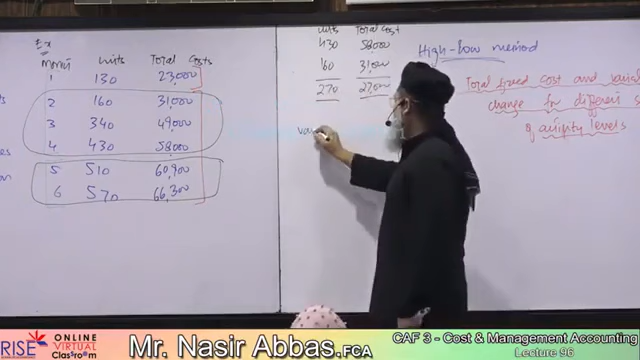 Ex
Month Units Total Costs
1 130 23,000
2 160 31,000
3 340 49,000
4 430 58,000
5 510 60,900
6 570 66,300
Units Total Cost
430 58,000
160 31,000
270 27,000
Va
High-low method
Total fixed cost and
change for different
of activity levels
RISE
ONLINE
VIRTUAL
Classroom
Mr. Nasir Abbas.FCA
CAF 3 - Cost & Management Accounting
Lecture 96